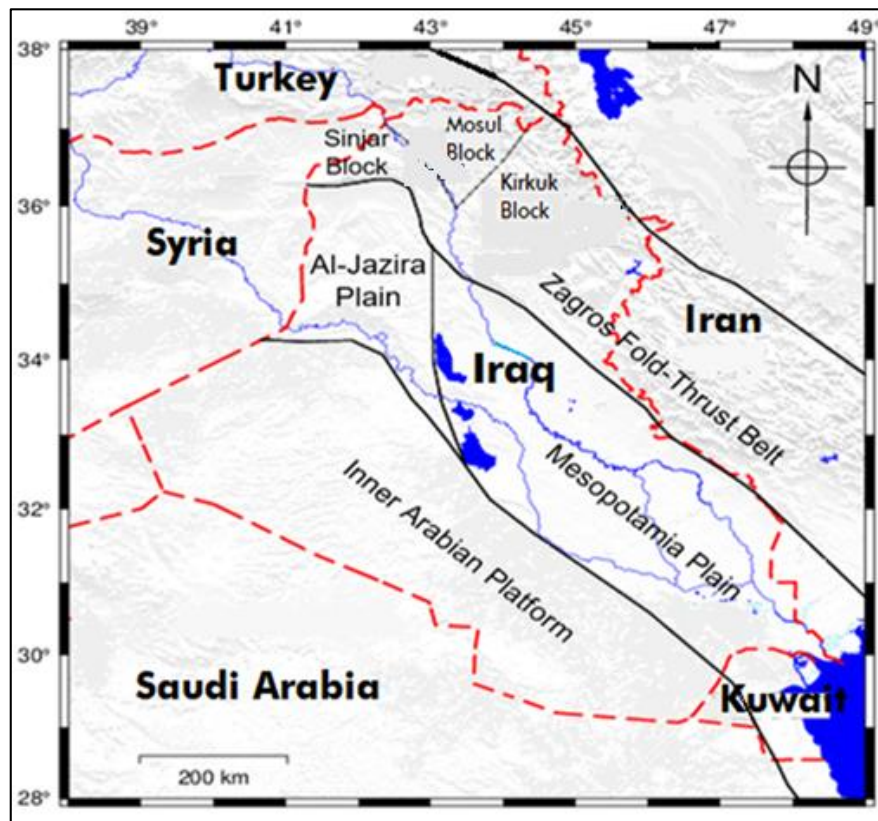 39° 41° 43° 45° 47° 49°
38°
Turkey
N
Mosul
Block
Sinjar
Block
Kirkuk
Block
36°
Syria
Al-Jazira
Plain
Zagros Fold-Thrust Belt
Iran
34°
Iraq
Mesopotamia Plain
32°
Inner Arabian Platform
30°
Saudi Arabia
Kuwait
200 km
28°